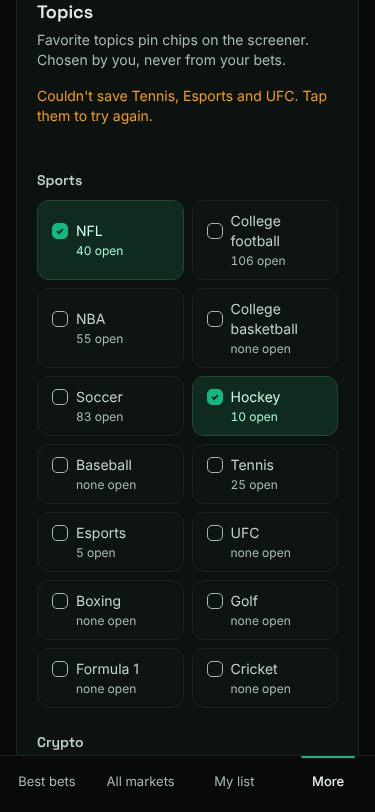 Topics
Favorite topics pin chips on the screener.
Chosen by you, never from your bets.
Couldn't save Tennis, Esports and UFC. Tap
them to try again.
Sports
NFL
40 open
College
football
106 open
NBA
55 open
College
basketball
none open
Soccer
83 open
Hockey
10 open
Baseball
none open
Tennis
25 open
Esports
5 open
UFC
none open
Boxing
none open
Golf
none open
Formula 1
none open
Cricket
none open
Crypto
Best bets
All markets
My list
More